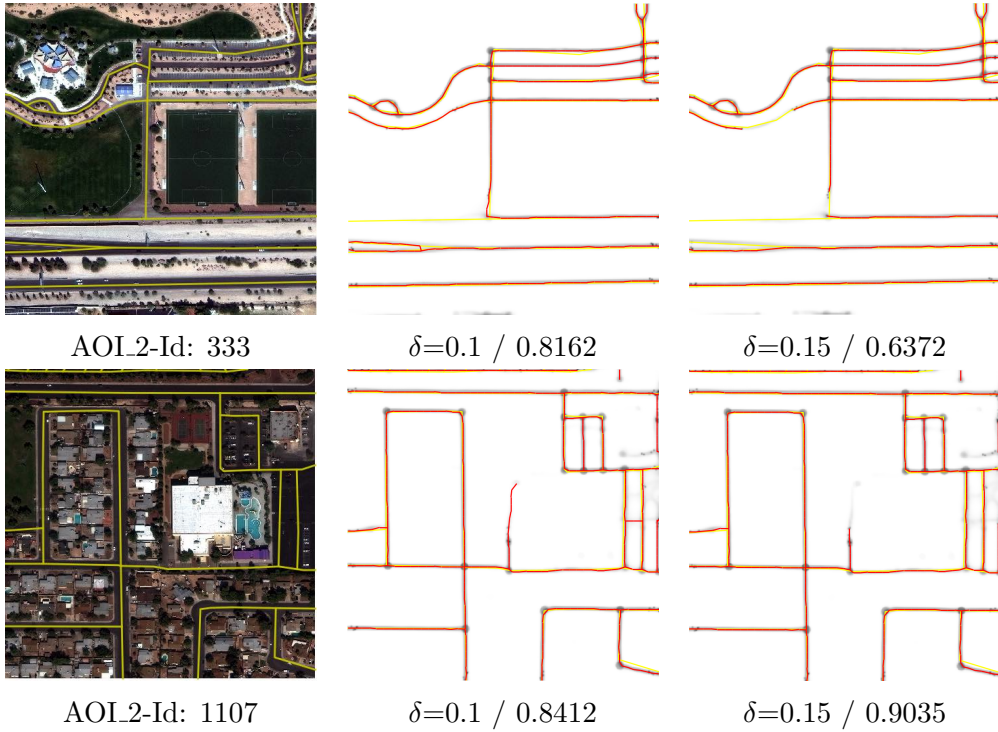 AOI_2-Id: 333
δ=0.1 / 0.8162
δ=0.15 / 0.6372
AOI_2-Id: 1107
δ=0.1 / 0.8412
δ=0.15 / 0.9035